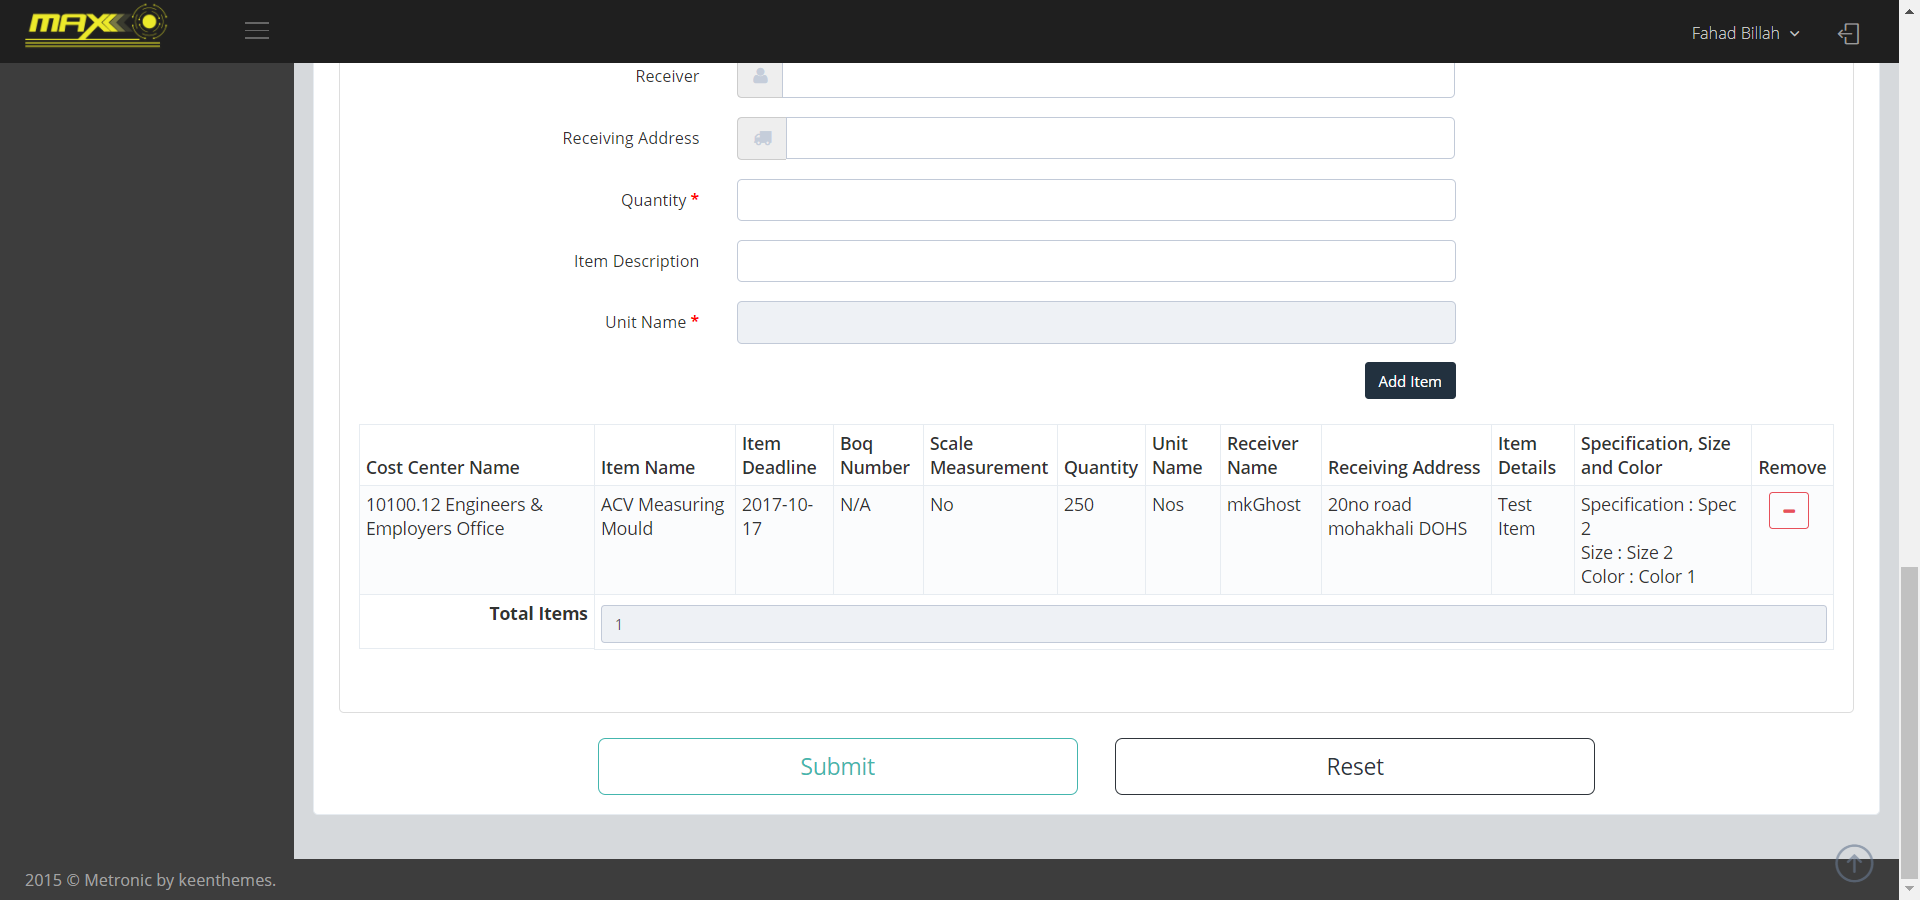 MAX
Fahad Billah
Receiver
Receiving Address
Quantity *
Item Description
Unit Name *
Add Item
Cost Center Name
Item Name
Item
Deadline
Boq
Number
Scale
Measurement
Quantity
Unit
Name
Receiver
Name
Receiving Address
Item
Details
Specification, Size
and Color
Remove
10100.12 Engineers &
Employers Office
ACV Measuring
Mould
2017-10-
17
N/A
No
250
Nos
mkGhost
20no road
mohakhali DOHS
Test
Item
Specification : Spec
2
Size : Size 2
Color : Color 1
Total Items
1
Submit
Reset
2015 © Metronic by keenthemes.